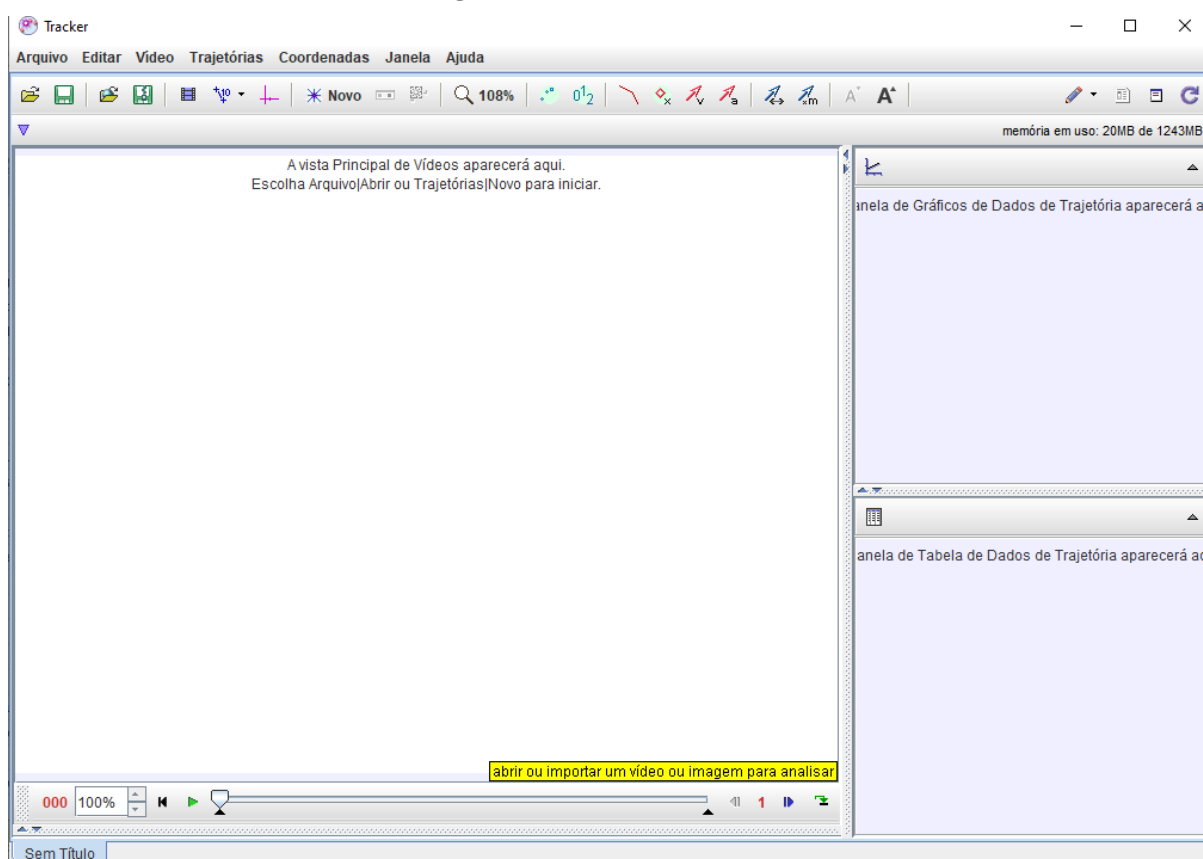 Tracker
Arquivo Editar Vídeo Trajetórias Coordenadas Janela Ajuda
Novo 108% 0¹2 v a x m A A
memória em uso: 20MB de 1243MB
A vista Principal de Vídeos aparecerá aqui.
Escolha Arquivo|Abrir ou Trajetórias|Novo para iniciar.
anela de Gráficos de Dados de Trajetória aparecerá a
anela de Tabela de Dados de Trajetória aparecerá aq
abrir ou importar um vídeo ou imagem para analisar
000 100% 1
Sem Título